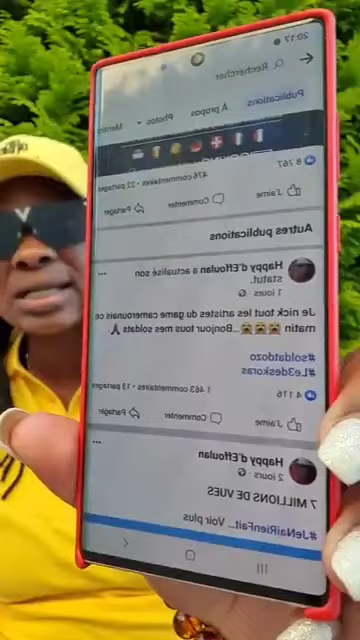 20:17
Rechercher
Publications À propos Photos Mentio
8 767
476 commentaires • 22 partages
J'aime Commenter Partager
Autres publications
Happy d'Effoulan a actualisé son
statut.
1 jours
Je nick tout les artistes du game camerounais ce
matin 😭😭😭...Bonjour tous mes soldats
#soldatdozo
#Le3deskoras
4 116
1 463 commentaires • 13 partages
J'aime Commenter Partager
Happy d'Effoulan
2 jours
7 MILLIONS DE VUES
#JeNaiRienFait... Voir plus